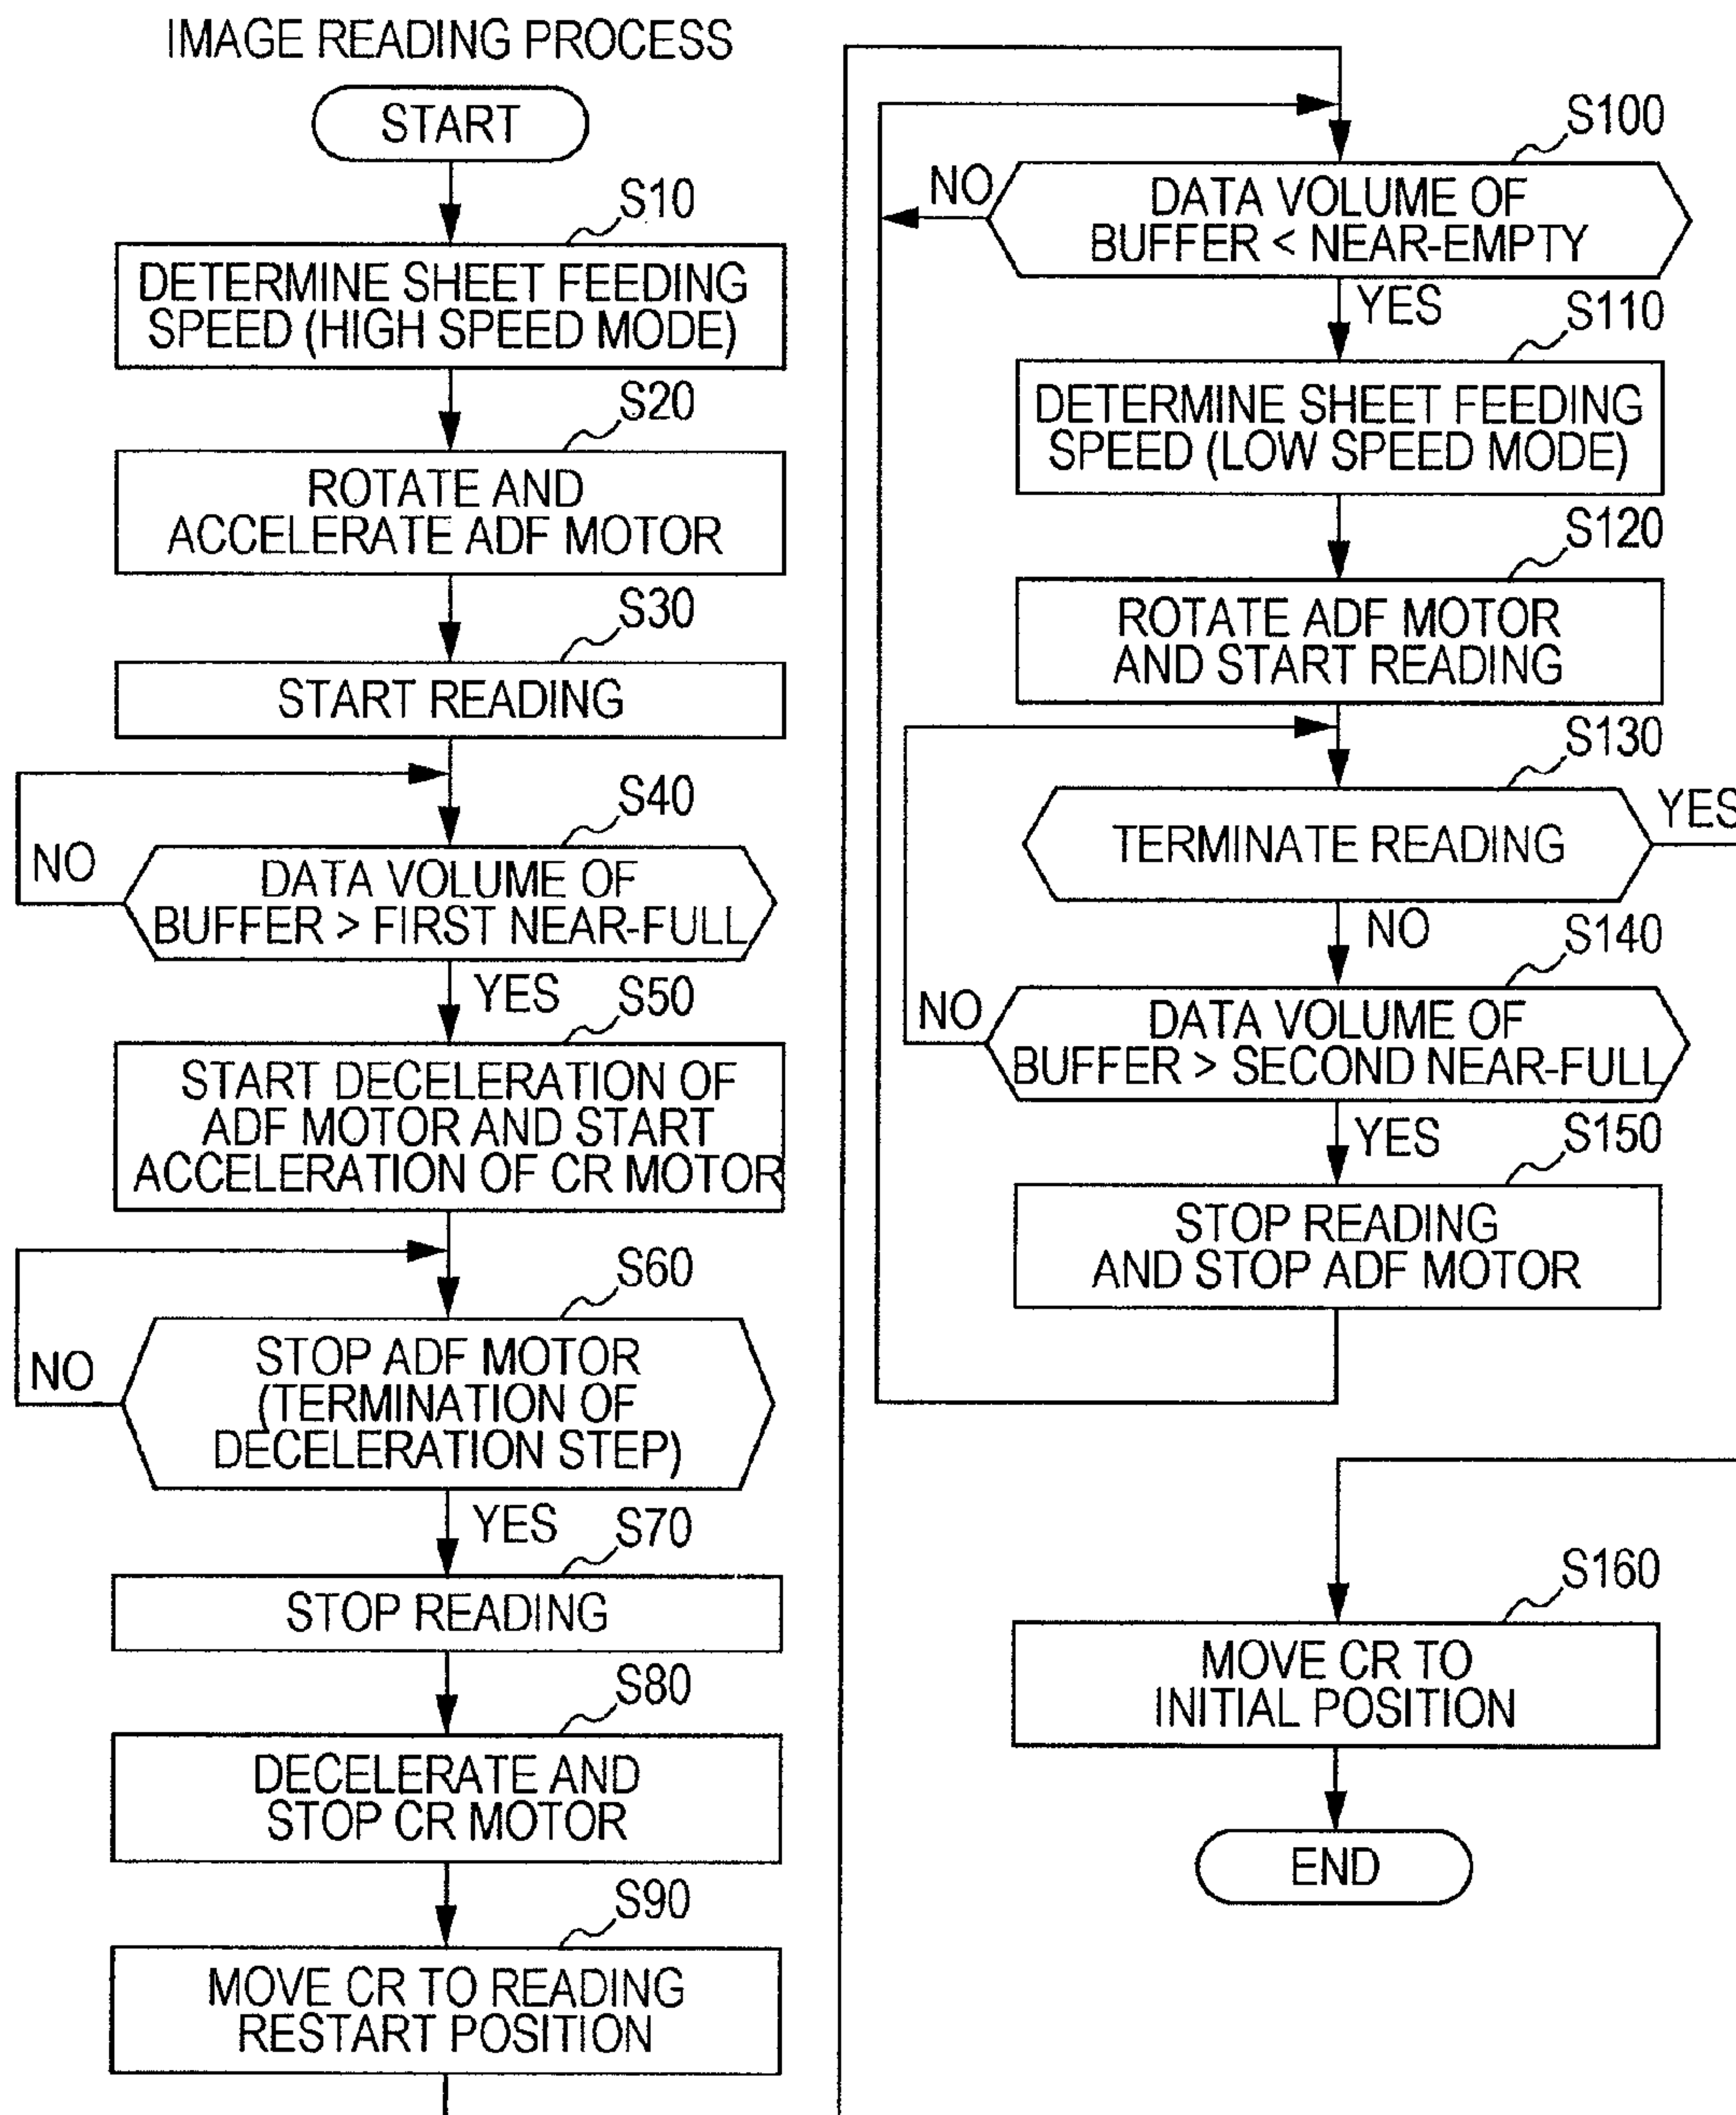 IMAGE READING PROCESS
START
S10
DETERMINE SHEET FEEDING
SPEED (HIGH SPEED MODE)
S20
ROTATE AND
ACCELERATE ADF MOTOR
S30
START READING
S40
NO
DATA VOLUME OF
BUFFER > FIRST NEAR-FULL
YES
S50
START DECELERATION OF
ADF MOTOR AND START
ACCELERATION OF CR MOTOR
S60
NO
STOP ADF MOTOR
(TERMINATION OF
DECELERATION STEP)
YES
S70
STOP READING
S80
DECELERATE AND
STOP CR MOTOR
S90
MOVE CR TO READING
RESTART POSITION
S100
NO
DATA VOLUME OF
BUFFER < NEAR-EMPTY
YES
S110
DETERMINE SHEET FEEDING
SPEED (LOW SPEED MODE)
S120
ROTATE ADF MOTOR
AND START READING
S130
YES
TERMINATE READING
NO
S140
NO
DATA VOLUME OF
BUFFER > SECOND NEAR-FULL
YES
S150
STOP READING
AND STOP ADF MOTOR
S160
MOVE CR TO
INITIAL POSITION
END